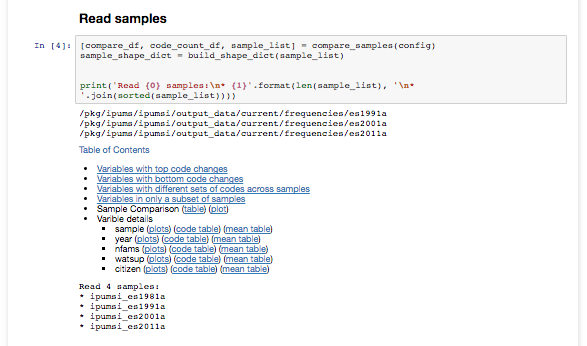 Read samples
In [4]: [compare_df, code_count_df, sample_list] = compare_samples(config)
sample_shape_dict = build_shape_dict(sample_list)
print('Read {0} samples:\n* {1}'.format(len(sample_list), '\n*
'.join(sorted(sample_list))))
/pkg/ipums/ipumsi/output_data/current/frequencies/es1991a
/pkg/ipums/ipumsi/output_data/current/frequencies/es2001a
/pkg/ipums/ipumsi/output_data/current/frequencies/es2011a
Table of Contents
• Variables with top code changes
• Variables with bottom code changes
• Variables with different sets of codes across samples
• Variables in only a subset of samples
• Sample Comparison (table) (plot)
• Varible details
▪ sample (plots) (code table) (mean table)
▪ year (plots) (code table) (mean table)
▪ nfams (plots) (code table) (mean table)
▪ watsup (plots) (code table) (mean table)
▪ citizen (plots) (code table) (mean table)
Read 4 samples:
* ipumsi_es1981a
* ipumsi_es1991a
* ipumsi_es2001a
* ipumsi_es2011a